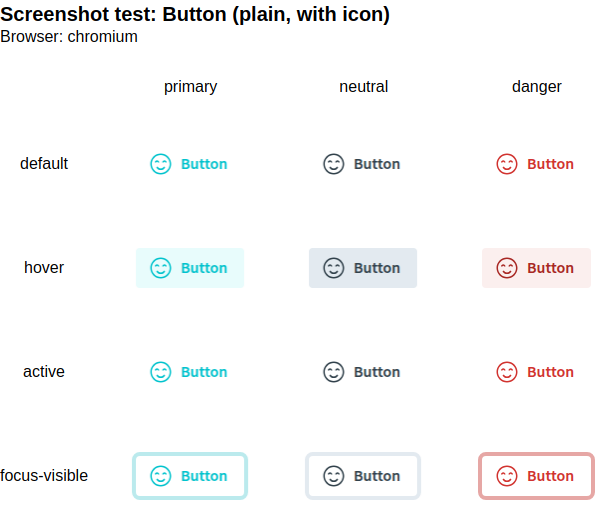 Screenshot test: Button (plain, with icon)
Browser: chromium
primary neutral danger
default Button Button Button
hover Button Button Button
active Button Button Button
focus-visible Button Button Button